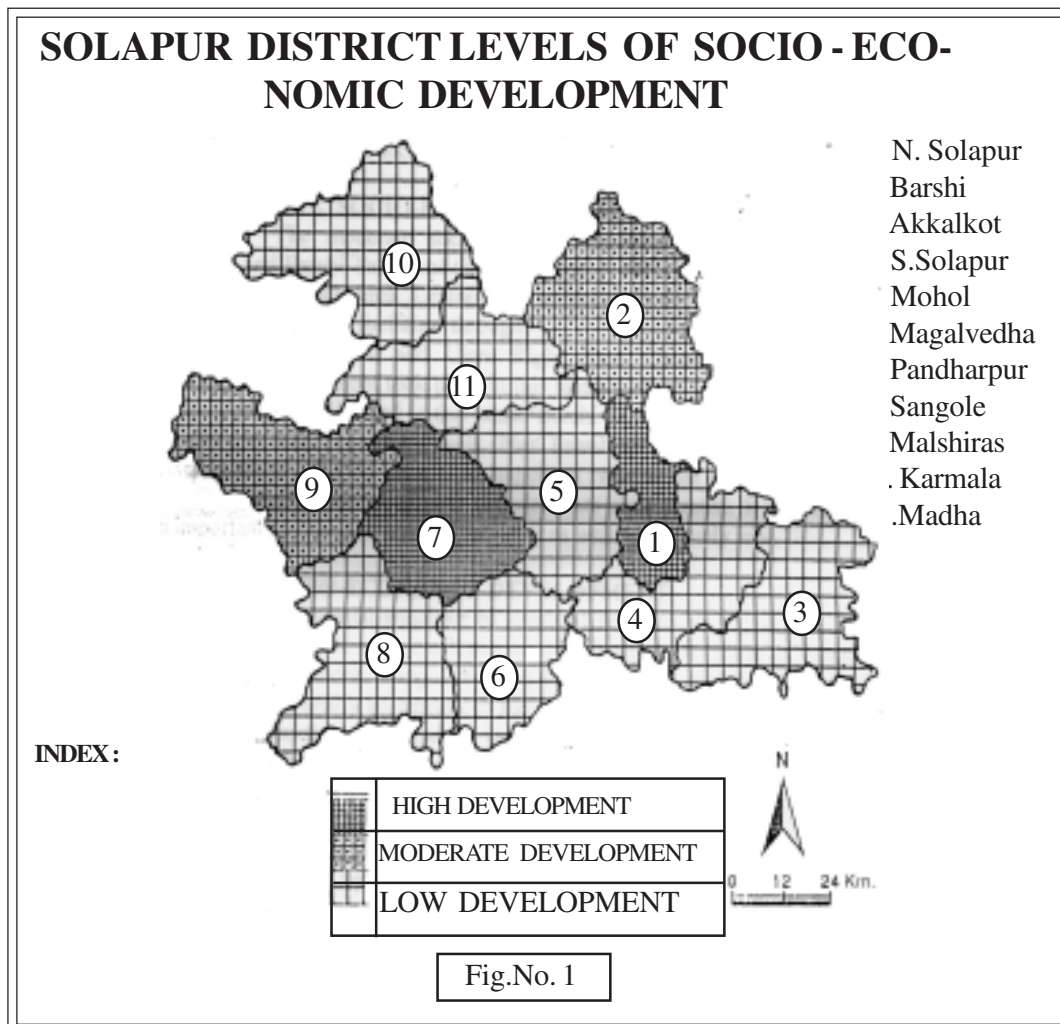 SOLAPUR DISTRICT LEVELS OF SOCIO - ECO-
NOMIC DEVELOPMENT
N. Solapur
Barshi
Akkalkot
S.Solapur
Mohol
Magalvedha
Pandharpur
Sangole
Malshiras
. Karmala
.Madha
10
2
11
9
5
7
1
3
4
8
6
INDEX :
HIGH DEVELOPMENT
MODERATE DEVELOPMENT
LOW DEVELOPMENT
N
0 12 24 Km.
Fig.No. 1